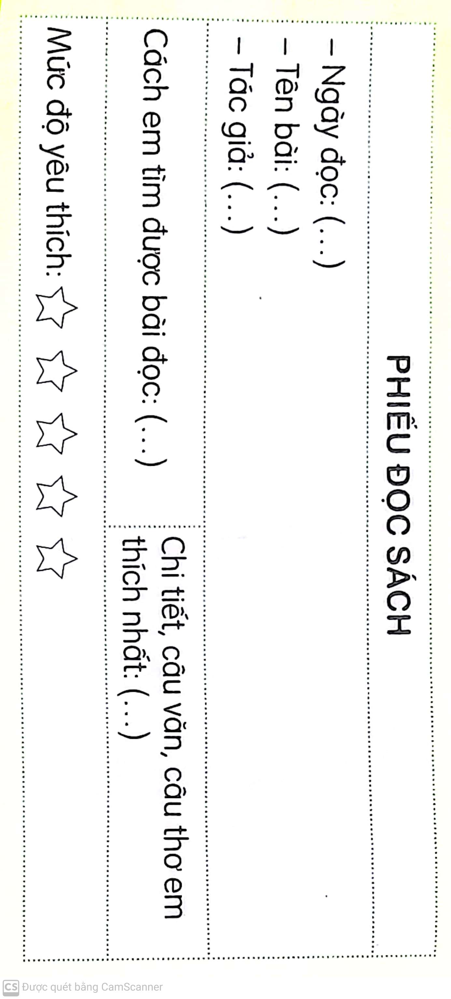 PHIẾU ĐỌC SÁCH
– Ngày đọc: (...)
– Tên bài: (...)
– Tác giả: (...)
Cách em tìm được bài đọc: (...)
Chi tiết, câu văn, câu thơ em
thích nhất: (...)
Mức độ yêu thích:
CS Được quét bằng CamScanner